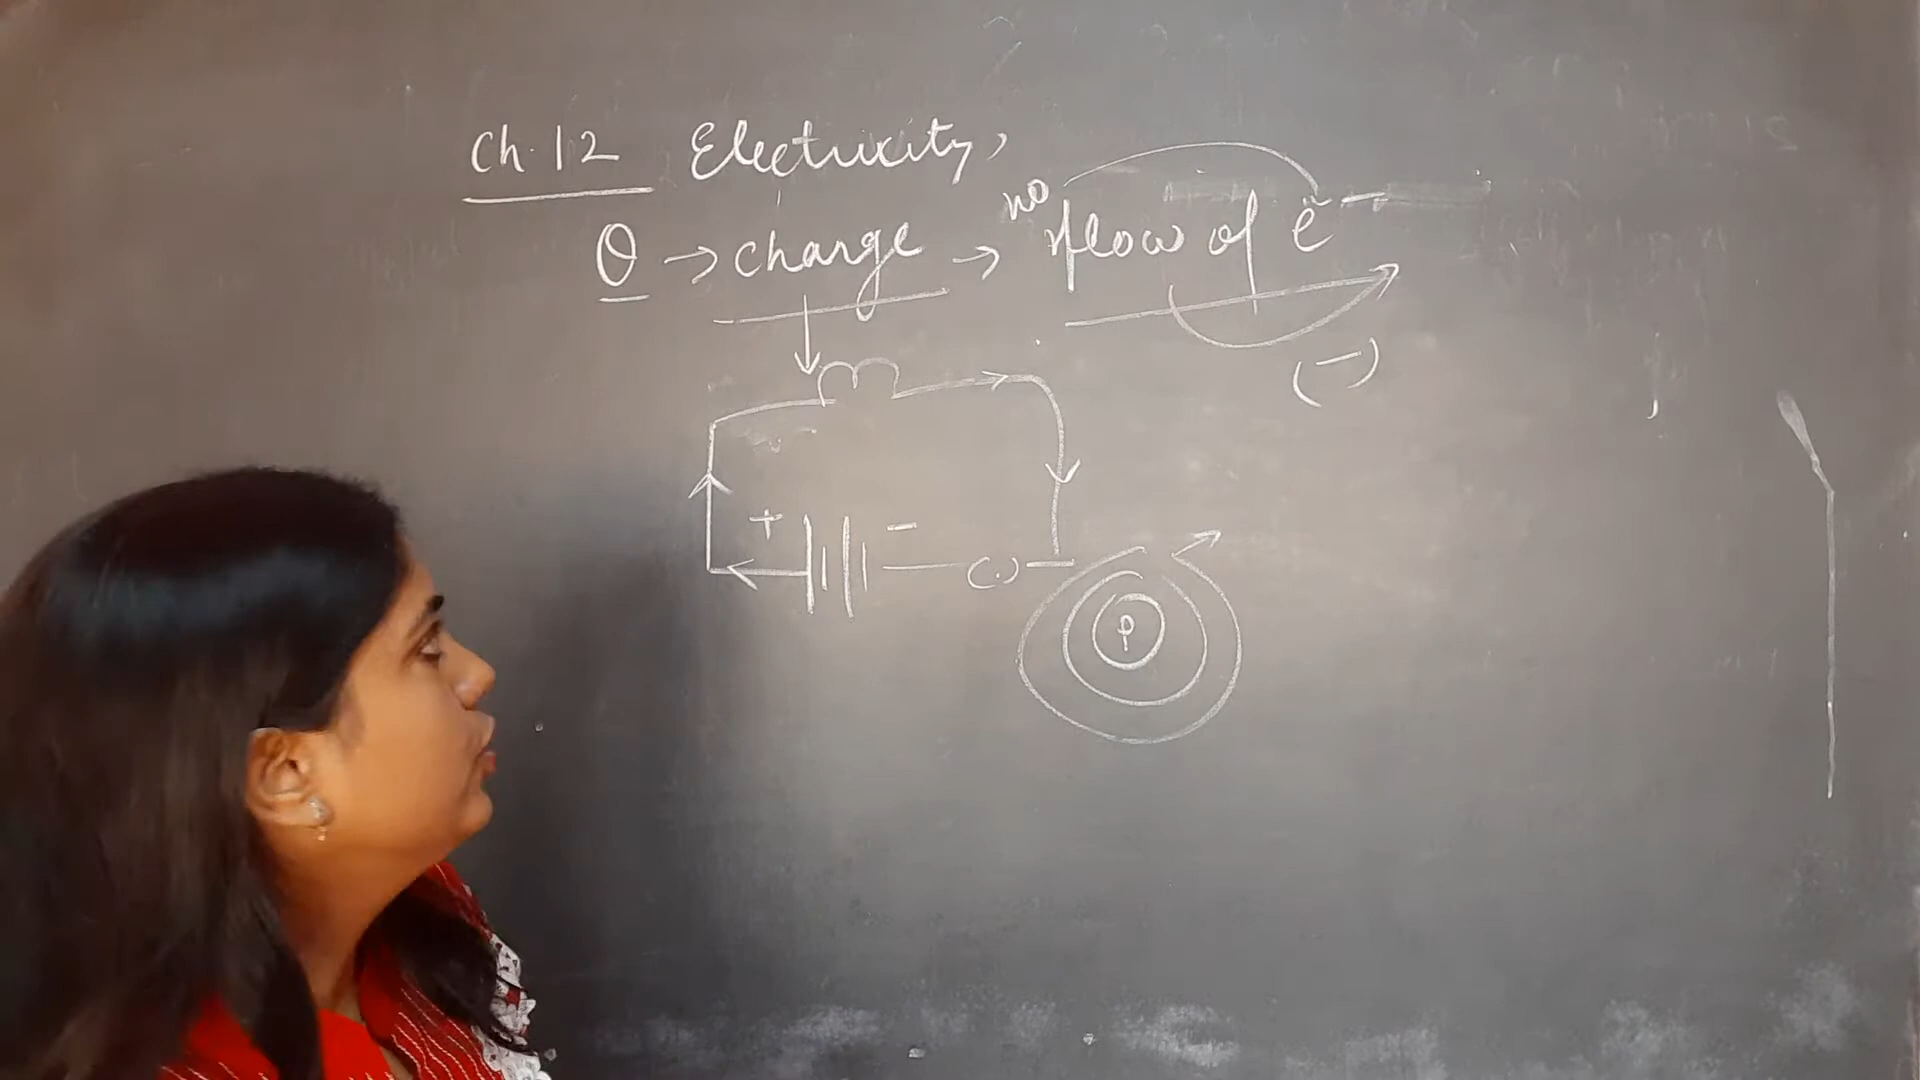 Ch.12 Electricity,
Q → charge → no flow of e⁻
(-)
+ -
(.)
P